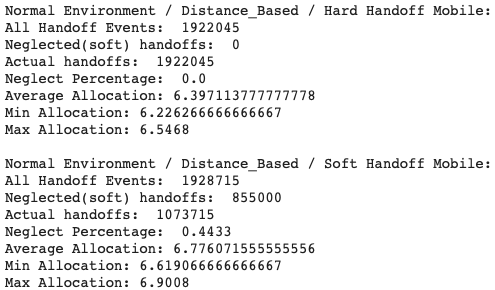 Normal Environment / Distance_Based / Hard Handoff Mobile:
All Handoff Events:  1922045
Neglected(soft) handoffs:  0
Actual handoffs:  1922045
Neglect Percentage:  0.0
Average Allocation: 6.397113777777778
Min Allocation: 6.226266666666667
Max Allocation: 6.5468

Normal Environment / Distance_Based / Soft Handoff Mobile:
All Handoff Events:  1928715
Neglected(soft) handoffs:  855000
Actual handoffs:  1073715
Neglect Percentage:  0.4433
Average Allocation: 6.776071555555556
Min Allocation: 6.619066666666667
Max Allocation: 6.9008